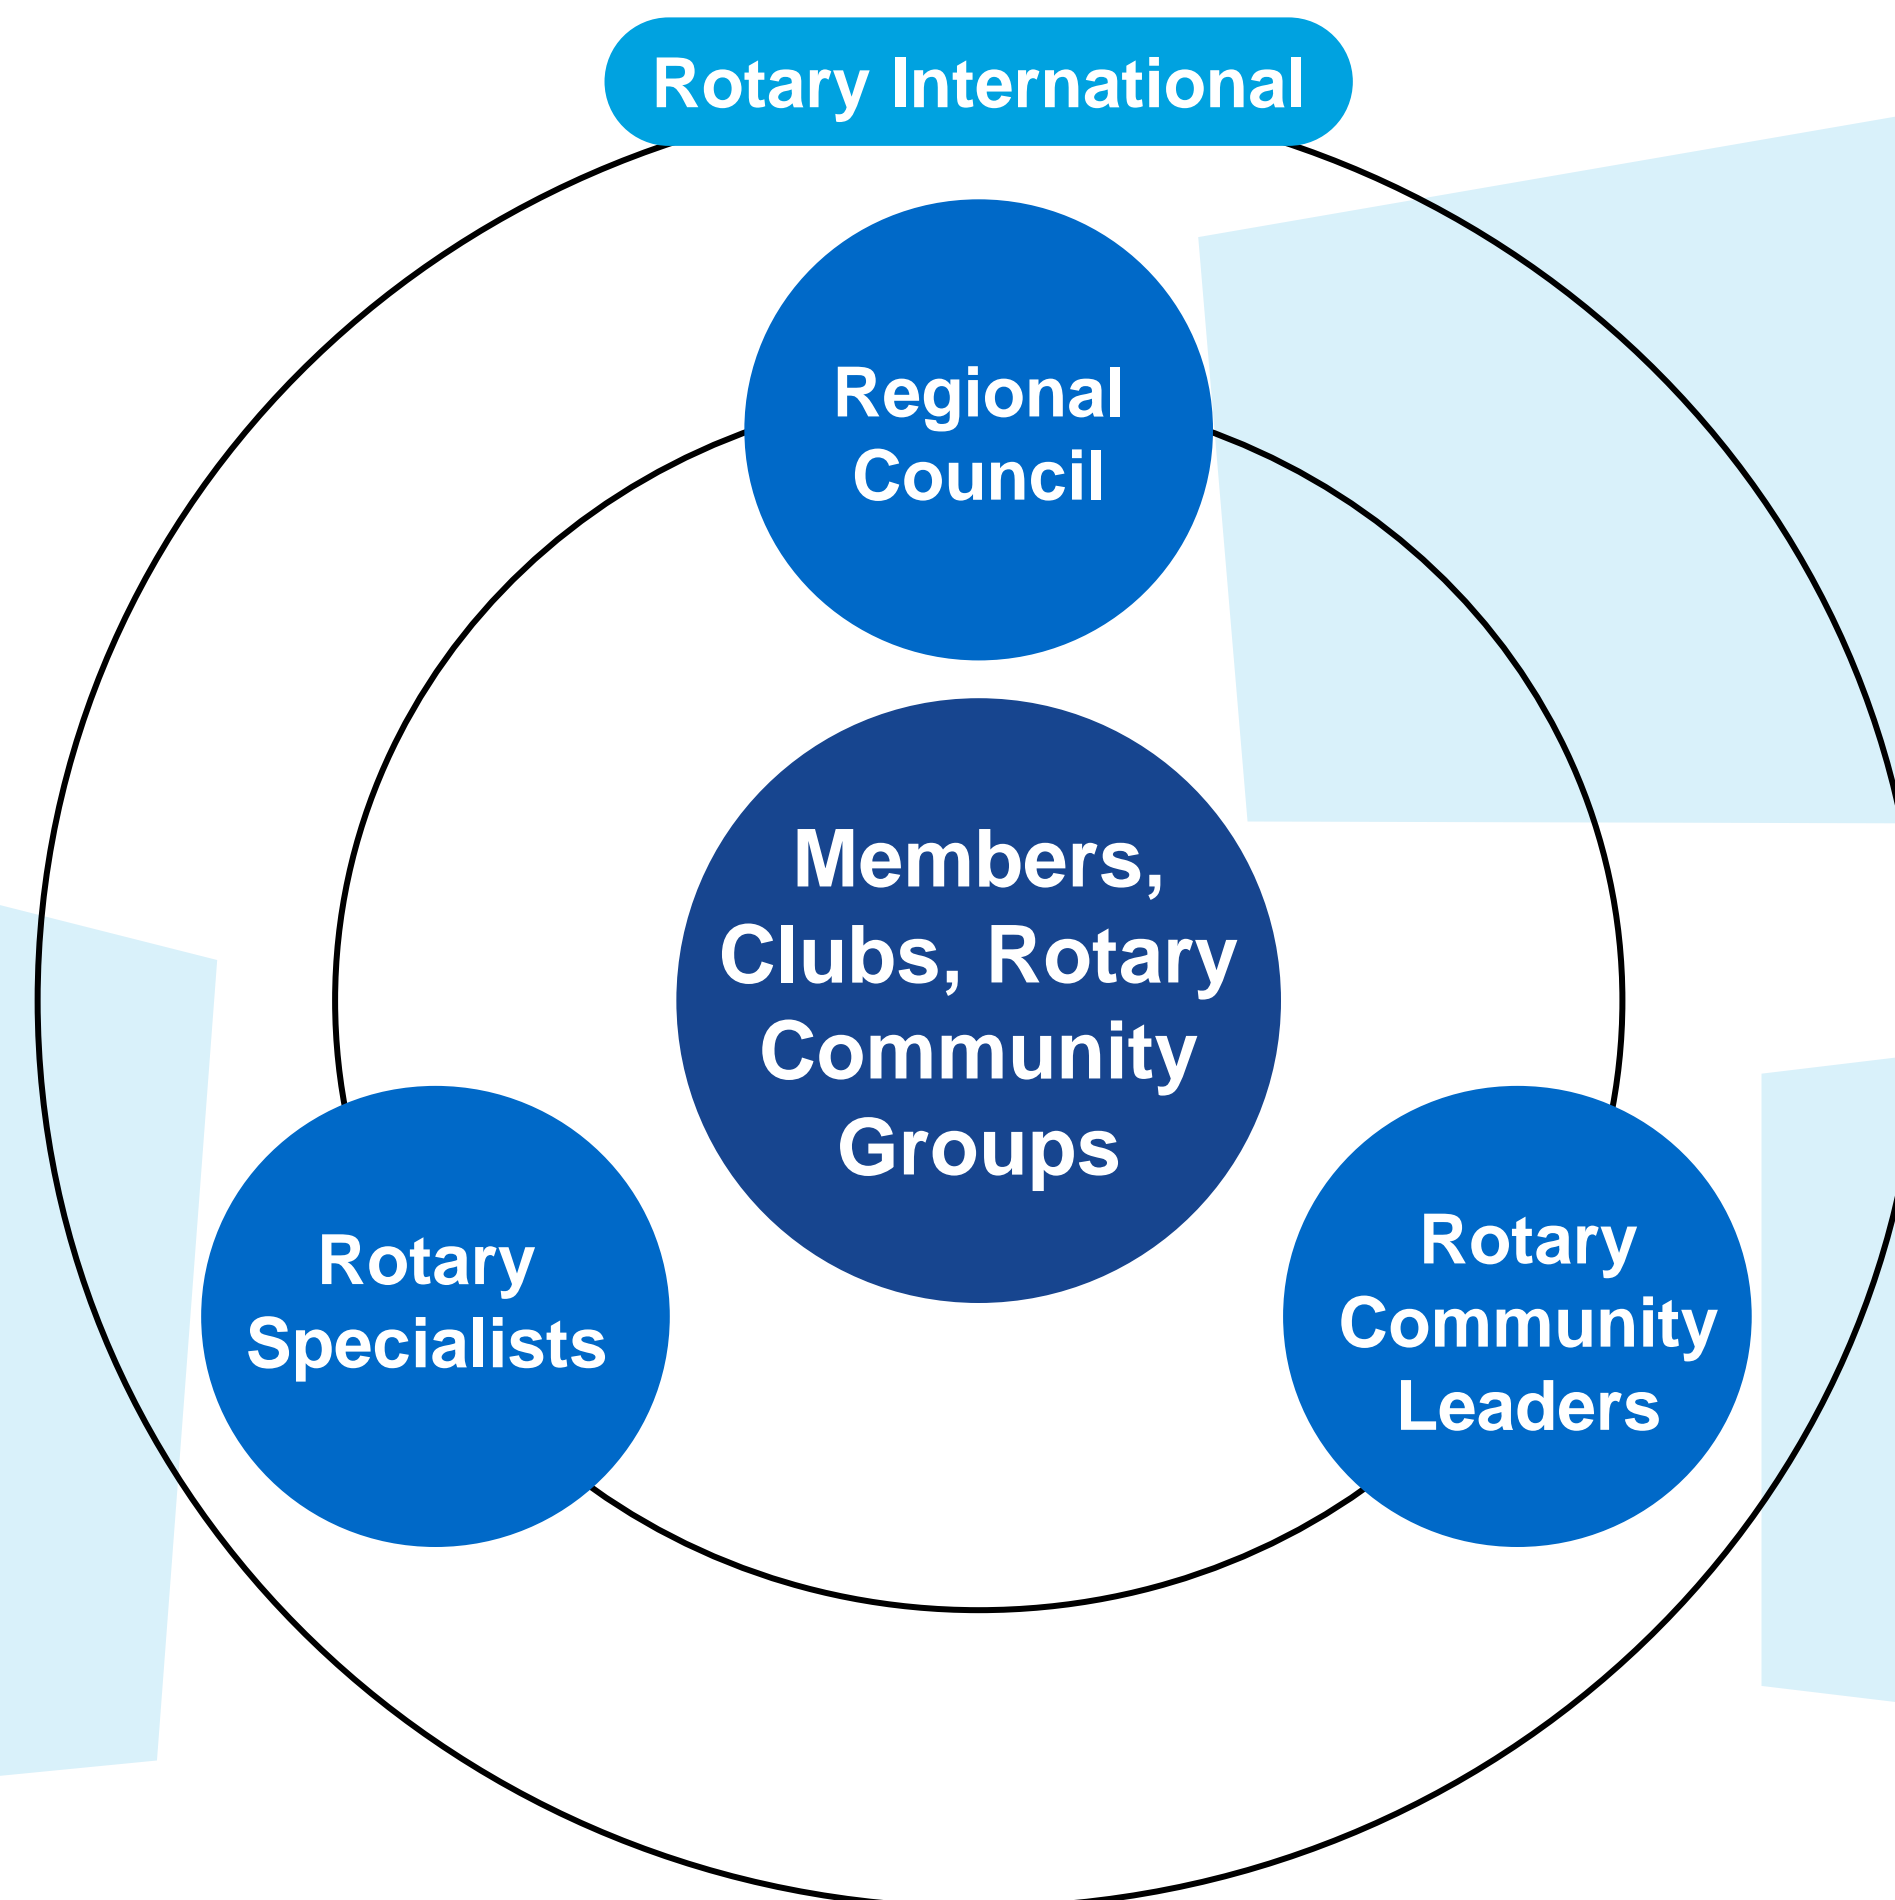 Rotary International
Regional
Council
Members,
Clubs, Rotary
Community
Groups
Rotary
Specialists
Rotary
Community
Leaders